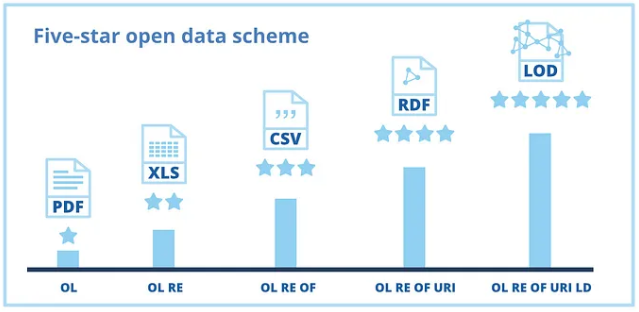 Five-star open data scheme
PDF
XLS
,,,
CSV
RDF
LOD
OL
OL RE
OL RE OF
OL RE OF URI
OL RE OF URI LD